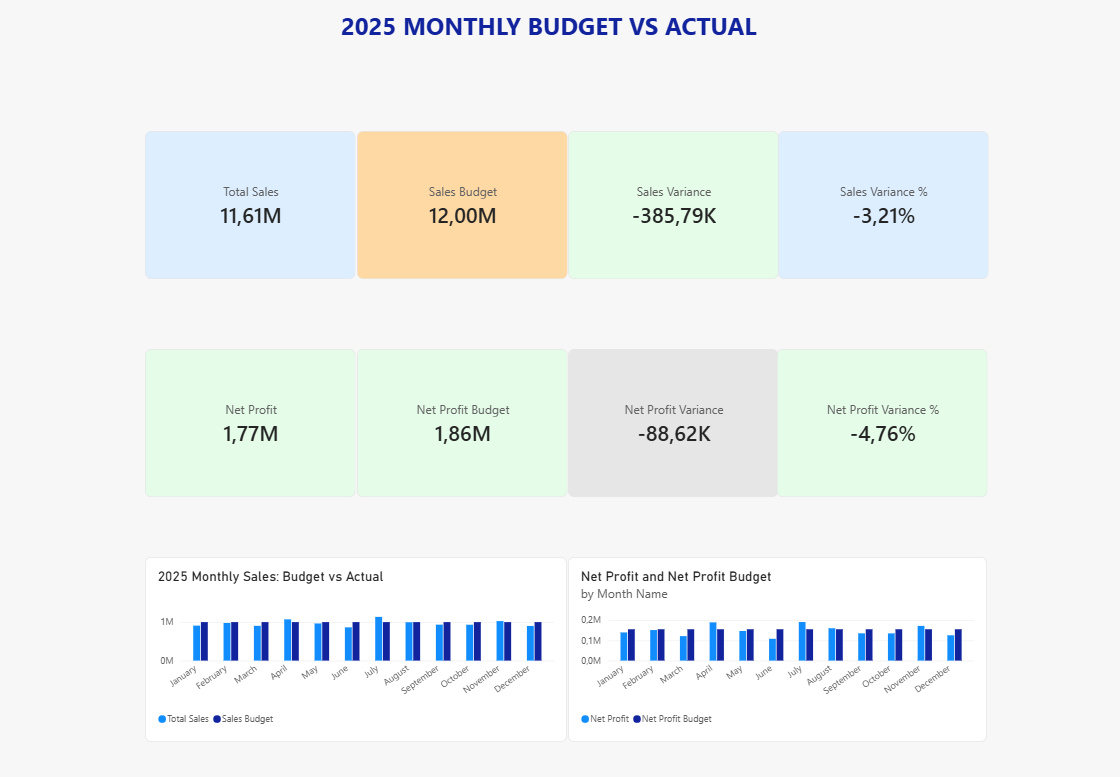 2025 MONTHLY BUDGET VS ACTUAL
Total Sales
11,61M
Sales Budget
12,00M
Sales Variance
-385,79K
Sales Variance %
-3,21%
Net Profit
1,77M
Net Profit Budget
1,86M
Net Profit Variance
-88,62K
Net Profit Variance %
-4,76%
2025 Monthly Sales: Budget vs Actual
1M
0M
January
February
March
April
May
June
July
August
September
October
November
December
Total Sales
Sales Budget
Net Profit and Net Profit Budget
by Month Name
0,2M
0,1M
0,0M
January
February
March
April
May
June
July
August
September
October
November
December
Net Profit
Net Profit Budget